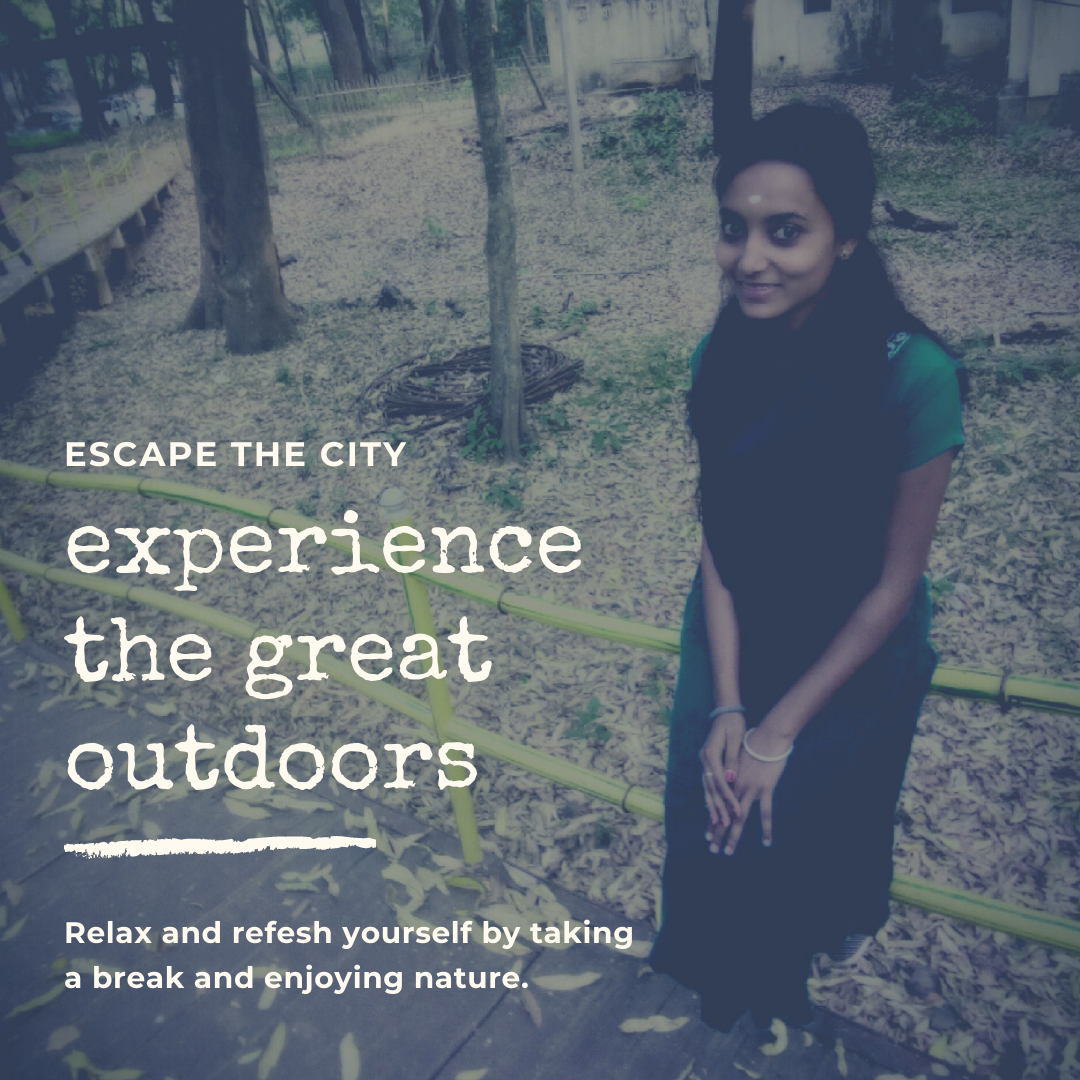 ESCAPE THE CITY
experience
the great
outdoors
Relax and refesh yourself by taking
a break and enjoying nature.